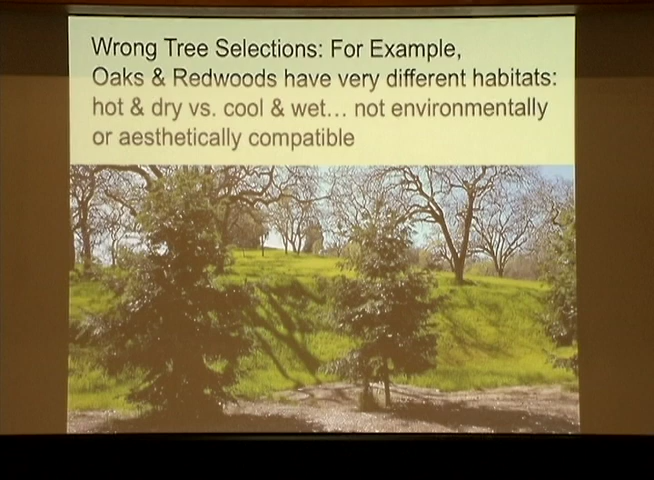 Wrong Tree Selections: For Example,
Oaks & Redwoods have very different habitats:
hot & dry vs. cool & wet... not environmentally
or aesthetically compatible